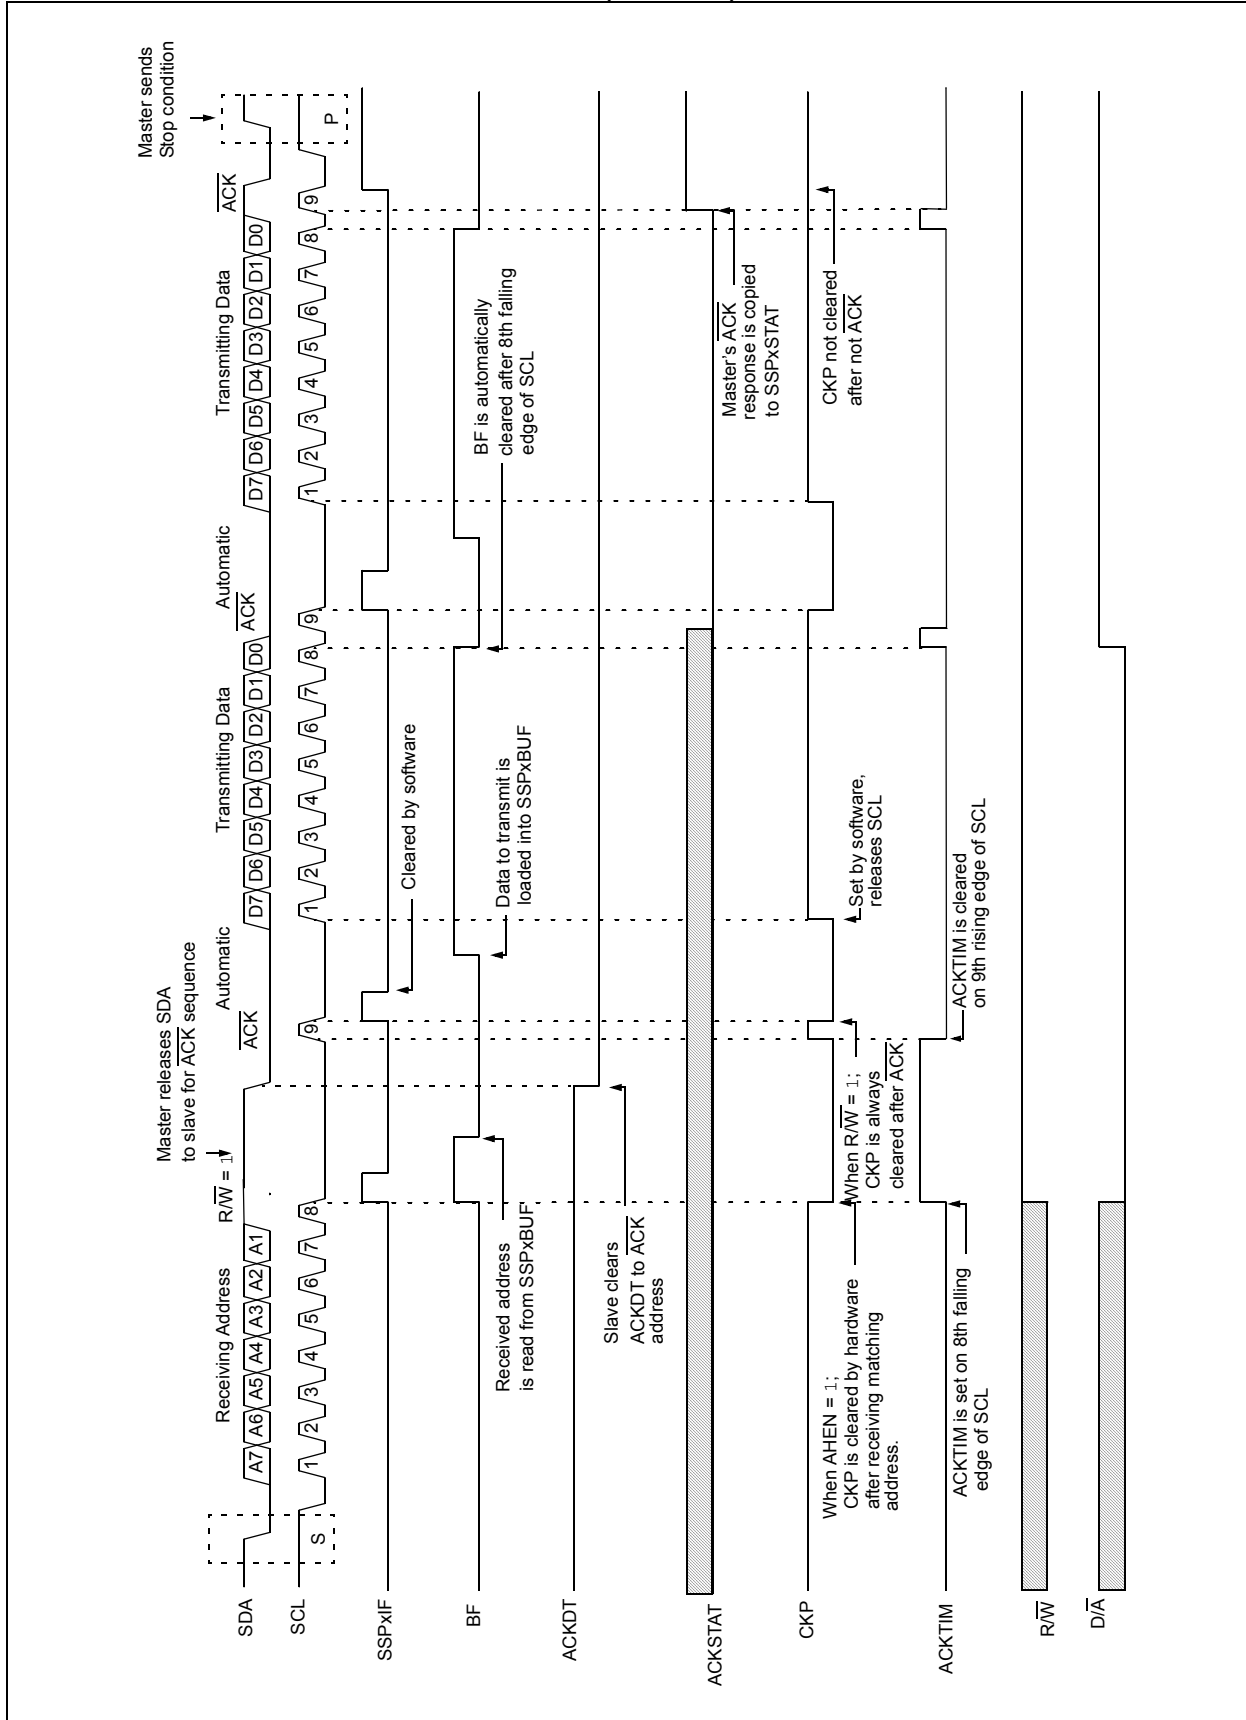 Master releases SDA
to slave for ACK sequence
Master sends
Stop condition
Receiving Address
R/W = 1
Automatic
ACK
Transmitting Data
Automatic
ACK
Transmitting Data
ACK
SDA
A7 A6 A5 A4 A3 A2 A1
D7 D6 D5 D4 D3 D2 D1 D0
D7 D6 D5 D4 D3 D2 D1 D0
SCL
S
1 2 3 4 5 6 7 8 9
1 2 3 4 5 6 7 8 9
1 2 3 4 5 6 7 8 9
P
SSPxIF
Cleared by software
BF
Received address
is read from SSPxBUF
Data to transmit is
loaded into SSPxBUF
BF is automatically
cleared after 8th falling
edge of SCL
ACKDT
Slave clears
ACKDT to ACK
address
ACKSTAT
Master's ACK
response is copied
to SSPxSTAT
CKP
When AHEN = 1;
CKP is cleared by hardware
after receiving matching
address.
When R/W = 1;
CKP is always
cleared after ACK
Set by software,
releases SCL
CKP not cleared
after not ACK
ACKTIM
ACKTIM is set on 8th falling
edge of SCL
ACKTIM is cleared
on 9th rising edge of SCL
R/W
D/A